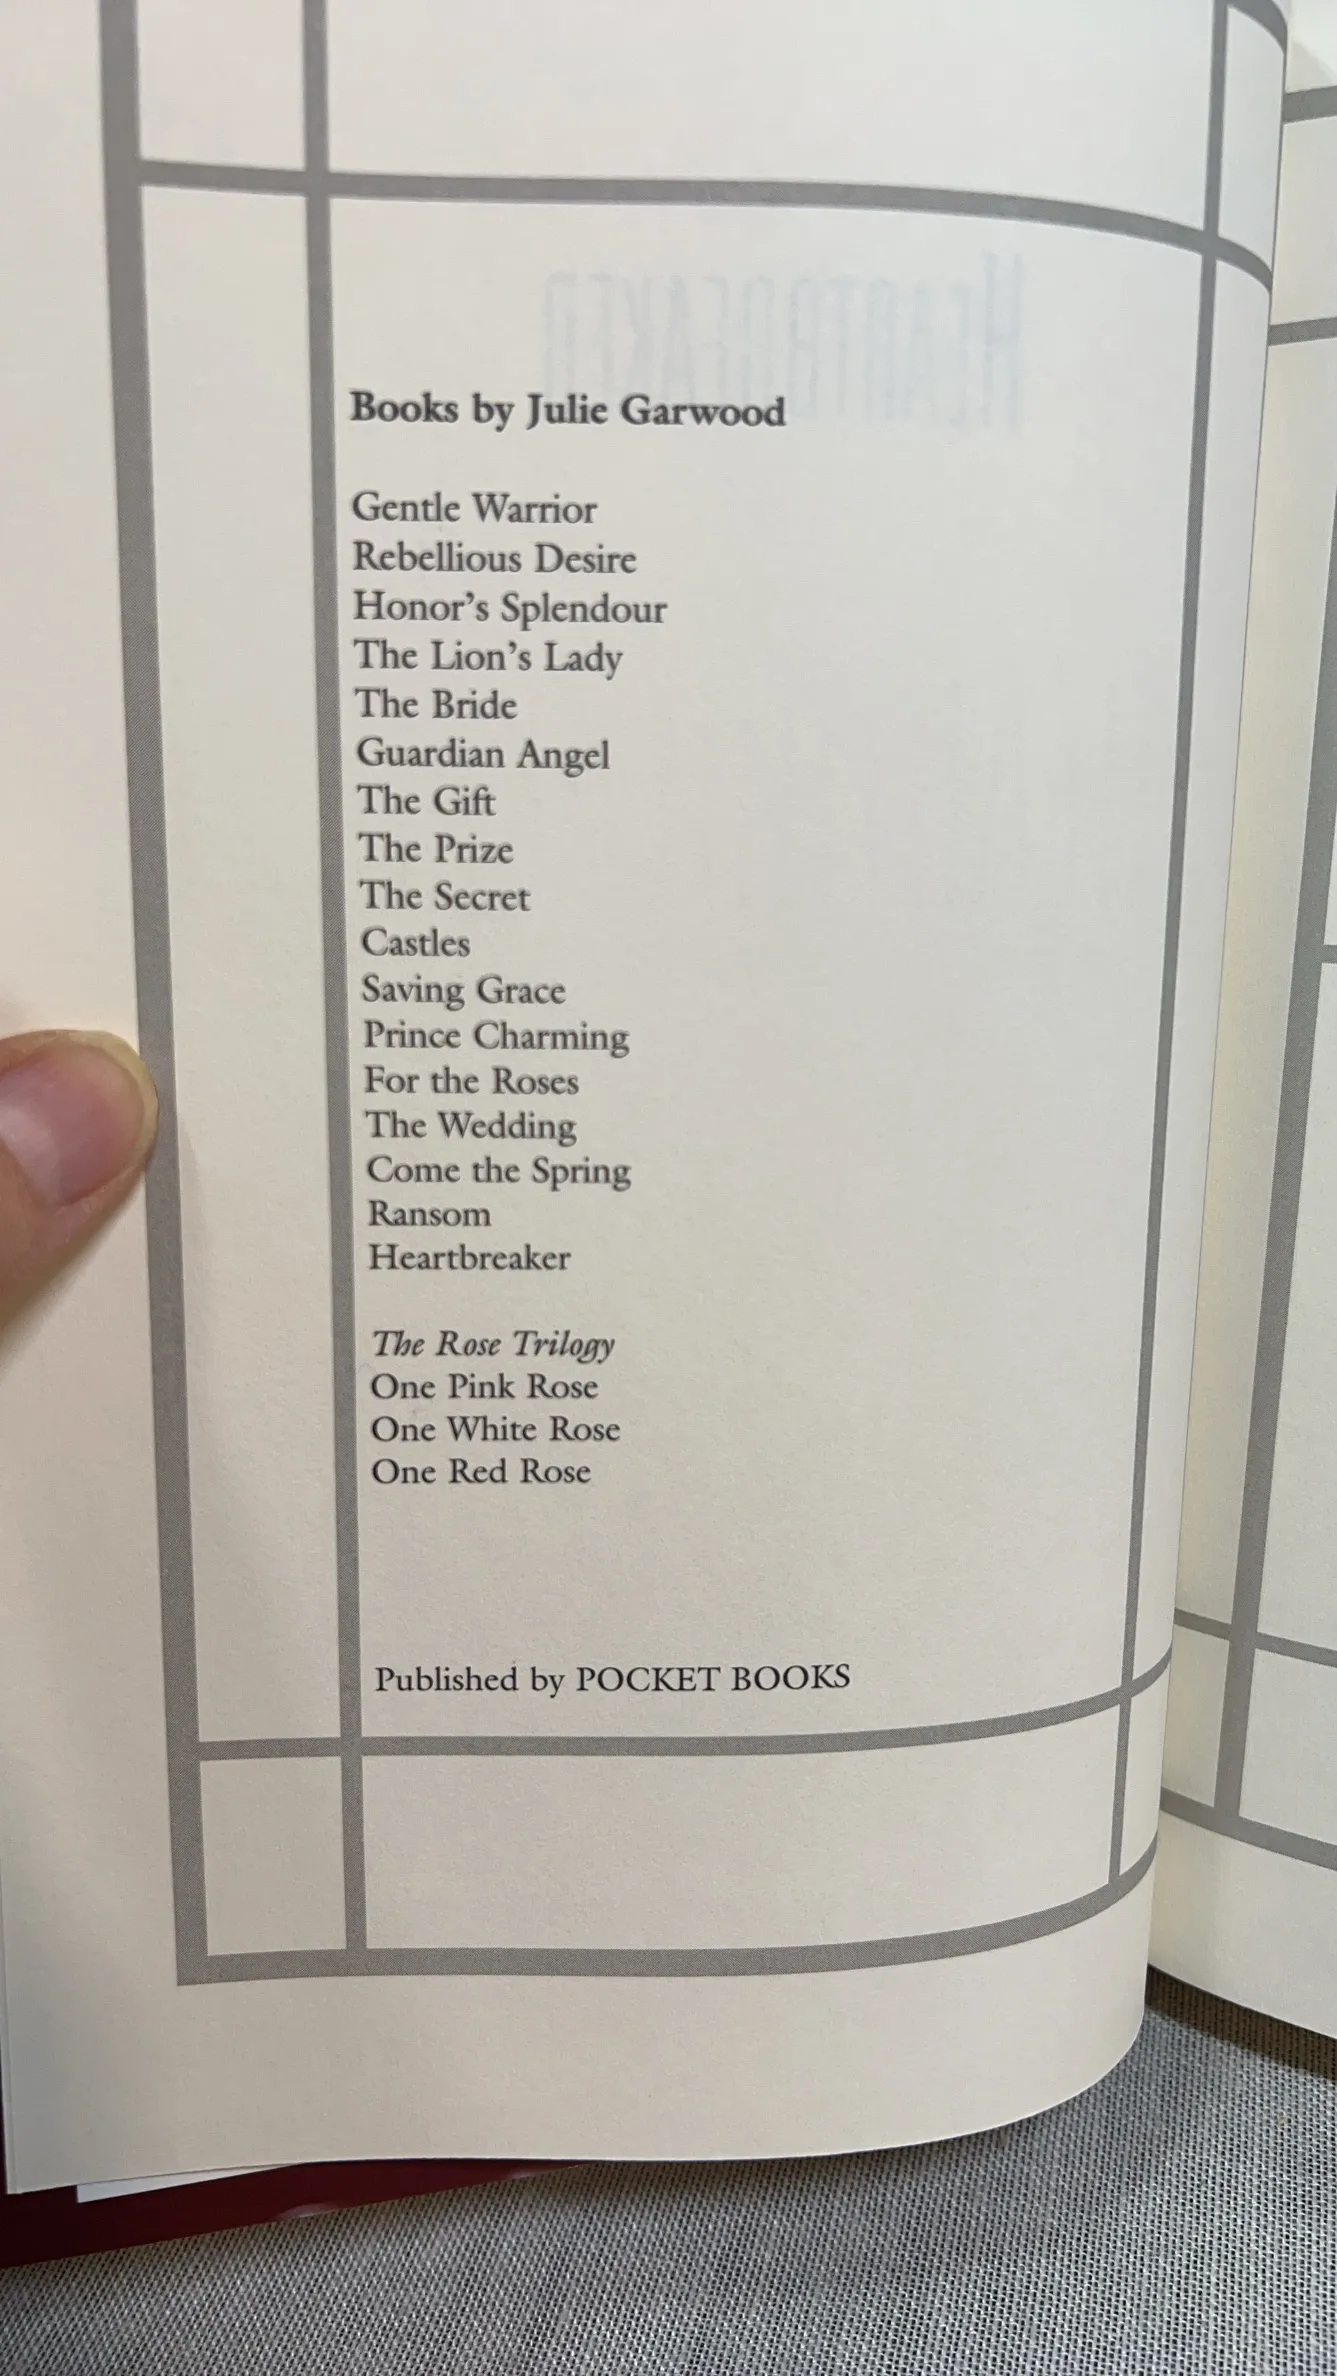 HEARTBREAKER
Books by Julie Garwood
Gentle Warrior
Rebellious Desire
Honor's Splendour
The Lion's Lady
The Bride
Guardian Angel
The Gift
The Prize
The Secret
Castles
Saving Grace
Prince Charming
For the Roses
The Wedding
Come the Spring
Ransom
Heartbreaker
The Rose Trilogy
One Pink Rose
One White Rose
One Red Rose
Published by POCKET BOOKS